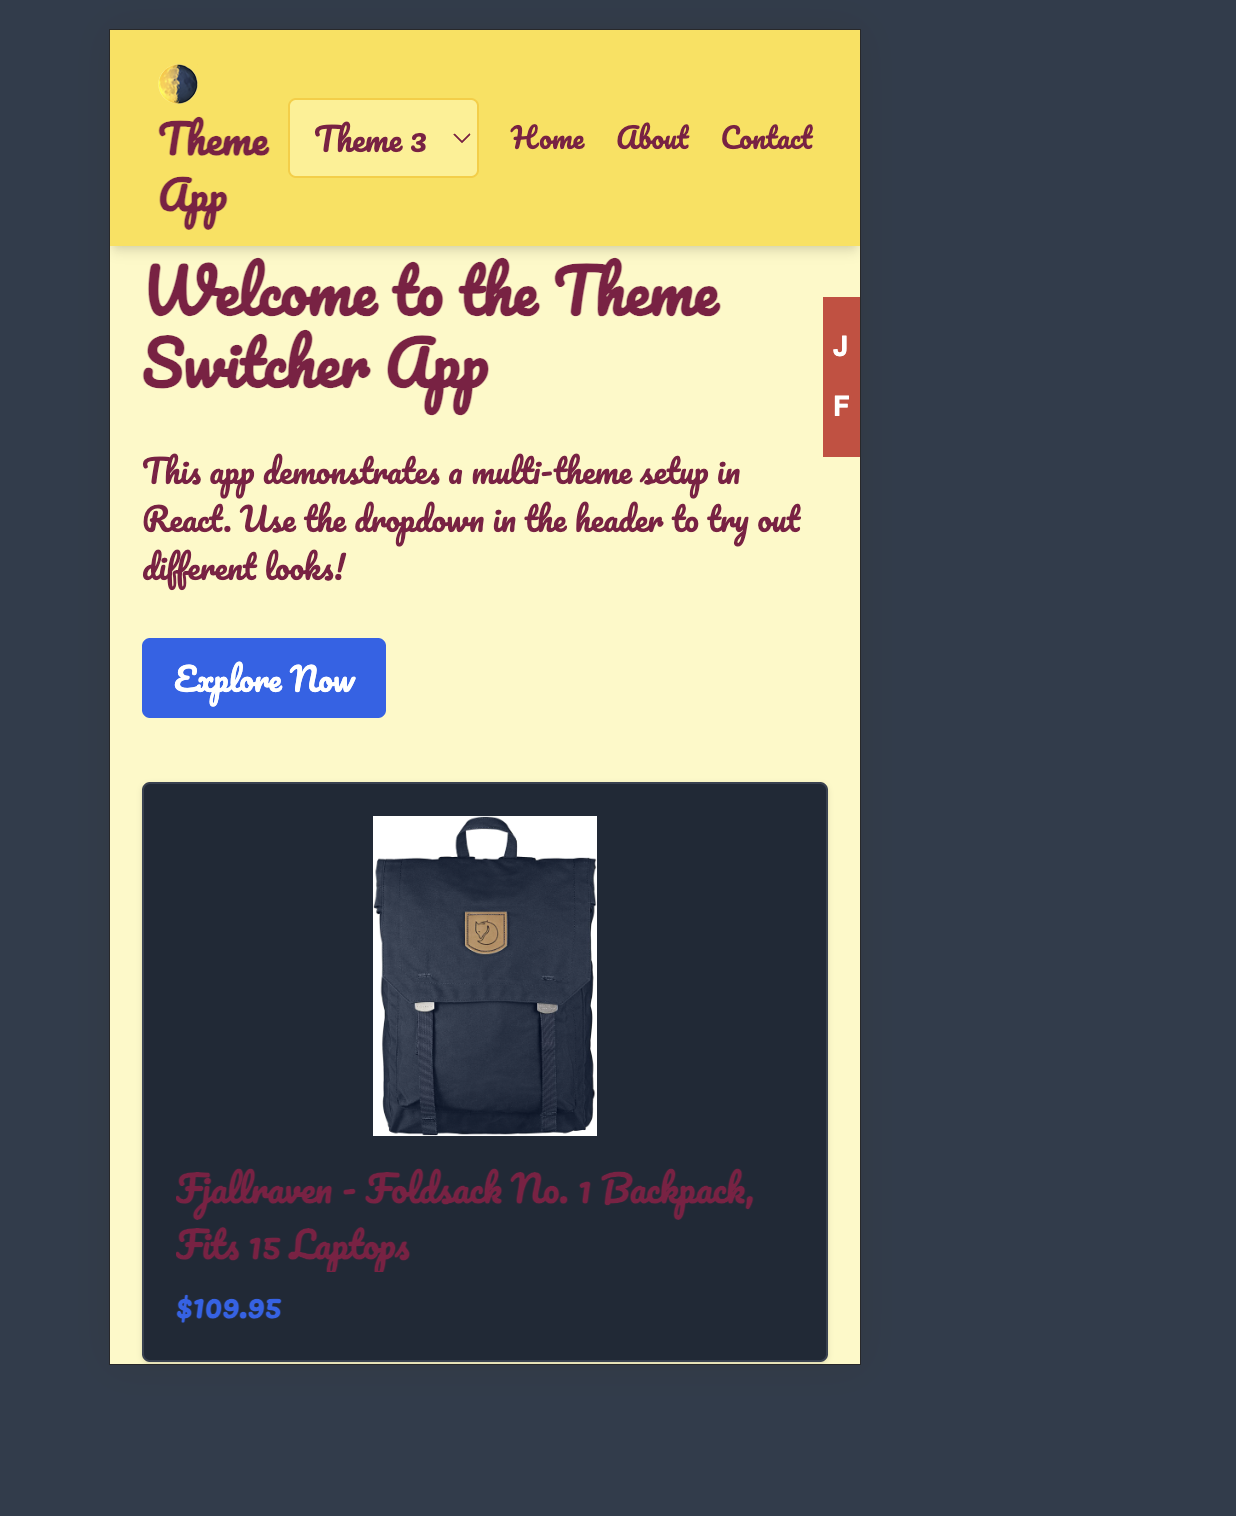 Theme
App
Theme 3
Home
About
Contact
Welcome to the Theme
Switcher App
J
F
This app demonstrates a multi-theme setup in
React. Use the dropdown in the header to try out
different looks!
Explore Now
Fjallraven - Foldsack No. 1 Backpack,
Fits 15 Laptops
$109.95